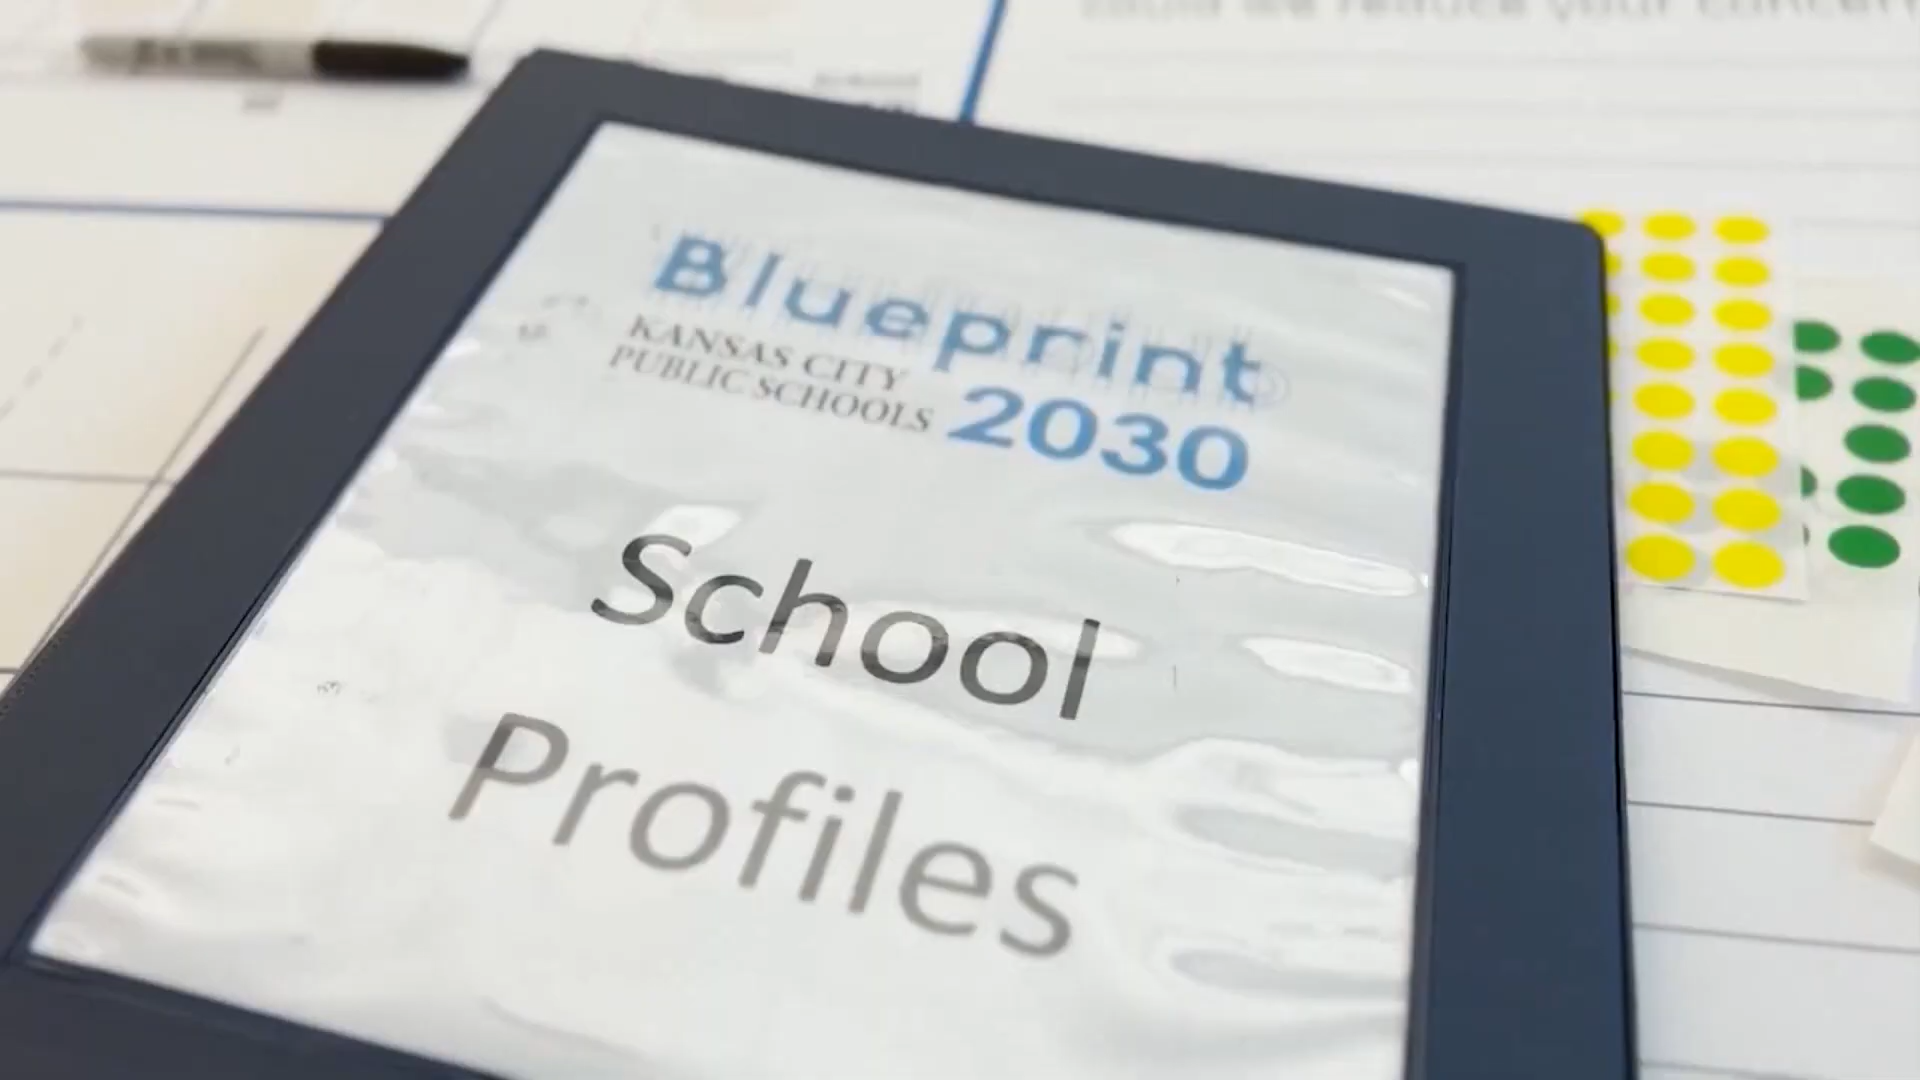 Blueprint
KANSAS CITY
PUBLIC SCHOOLS
2030
School
Profiles